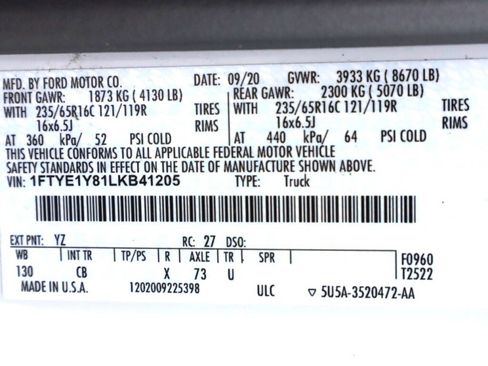 MFD. BY FORD MOTOR CO. DATE: 09/20 GVWR: 3933 KG ( 8670 LB)
FRONT GAWR: 1873 KG ( 4130 LB) REAR GAWR: 2300 KG ( 5070 LB)
WITH 235/65R16C 121/119R TIRES WITH 235/65R16C 121/119R TIRES
16x6.5J RIMS 16x6.5J RIMS
AT 360 kPa/ 52 PSI COLD AT 440 kPa/ 64 PSI COLD
THIS VEHICLE CONFORMS TO ALL APPLICABLE FEDERAL MOTOR VEHICLE
SAFETY STANDARDS IN EFFECT ON THE DATE OF MANUFACTURE SHOWN ABOVE.
VIN: 1FTYE1Y81LKB41205 TYPE: Truck
EXT PNT: YZ RC: 27 DSO:
WB INT TR TP/PS R AXLE TR SPR F0960
130 CB X 73 U T2522
MADE IN U.S.A. 1202009225398 ULC ▽ 5U5A-3520472-AA